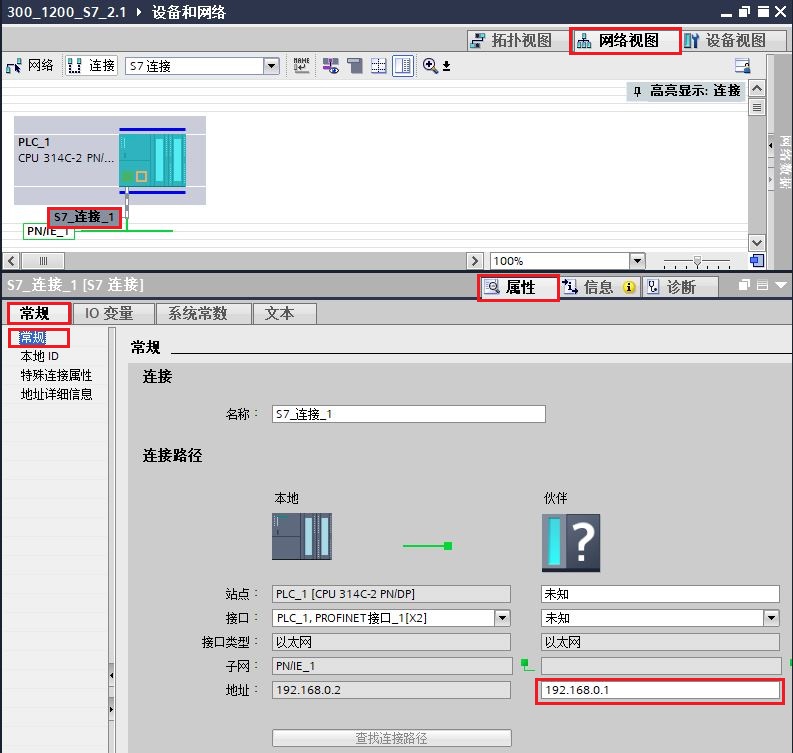 300_1200_S7_2.1 ▸ 设备和网络
拓扑视图 网络视图 设备视图
网络 连接 S7 连接
高亮显示: 连接
网络数据
PLC_1
CPU 314C-2 PN/...
S7_连接_1
PN/IE_1
100%
S7_连接_1 [S7 连接]
属性 信息 诊断
常规 IO 变量 系统常数 文本
常规
本地 ID
特殊连接属性
地址详细信息
常规
连接
名称: S7_连接_1
连接路径
本地 伙伴
站点: PLC_1 [CPU 314C-2 PN/DP] 未知
接口: PLC_1, PROFINET接口_1[X2] 未知
接口类型: 以太网 以太网
子网: PN/IE_1
地址: 192.168.0.2 192.168.0.1
查找连接路径